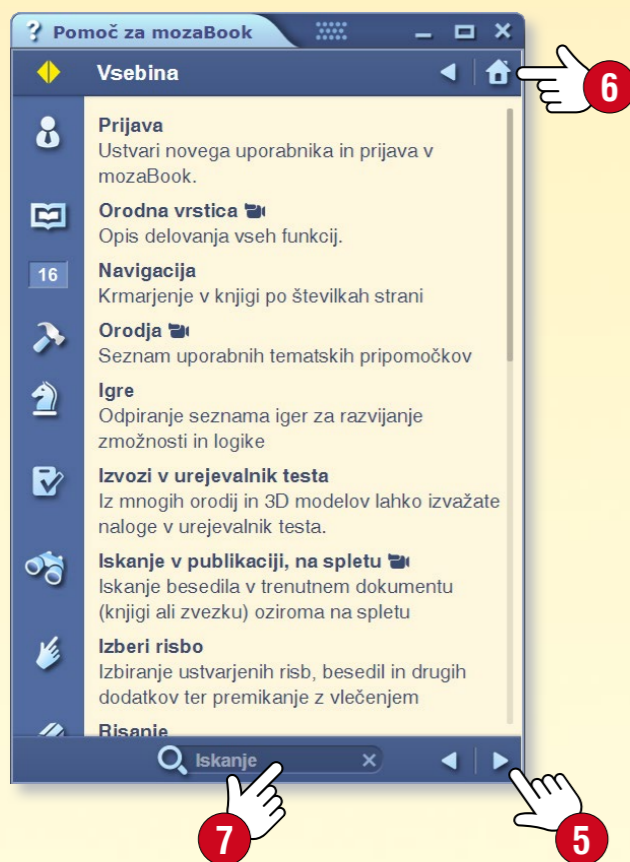 ? Pomoč za mozaBook
Vsebina
6
Prijava
Ustvari novega uporabnika in prijava v
mozaBook.
Orodna vrstica
Opis delovanja vseh funkcij.
16
Navigacija
Krmarjenje v knjigi po številkah strani
Orodja
Seznam uporabnih tematskih pripomočkov
Igre
Odpiranje seznama iger za razvijanje
zmožnosti in logike
Izvozi v urejevalnik testa
Iz mnogih orodij in 3D modelov lahko izvažate
naloge v urejevalnik testa.
Iskanje v publikaciji, na spletu
Iskanje besedila v trenutnem dokumentu
(knjigi ali zvezku) oziroma na spletu
Izberi risbo
Izbiranje ustvarjenih risb, besedil in drugih
dodatkov ter premikanje z vlečenjem
Risanje
Iskanje
7
5